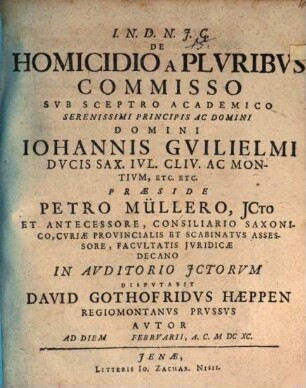 I. N. D. N. J. C.
DE
HOMICIDIO A PLVRIBVS
COMMISSO
SVB SCEPTRO ACADEMICO
SERENISSIMI PRINCIPIS AC DOMINI
DOMINI
IOHANNIS GVILIELMI
DVCIS SAX. IVL. CLIV. AC MON-
TIVM, ETC. ETC.
PRÆSIDE
PETRO MÜLLERO, JCTO
ET ANTECESSORE, CONSILIARIO SAXONI-
CO, CVRIÆ PROVINCIALIS ET SCABINATVS ASSES-
SORE, FACVLTATIS JVRIDICÆ
DECANO
IN AVDITORIO JCTORVM
DISPVTABIT
DAVID GOTHOFRIDVS HÆPPEN
REGIOMONTANVS PRVSSVS
AVTOR
AD DIEM FEBRVARII, A. C. M DC XC.
JENÆ,
LITTERIS IO. ZACHAR. NISII.